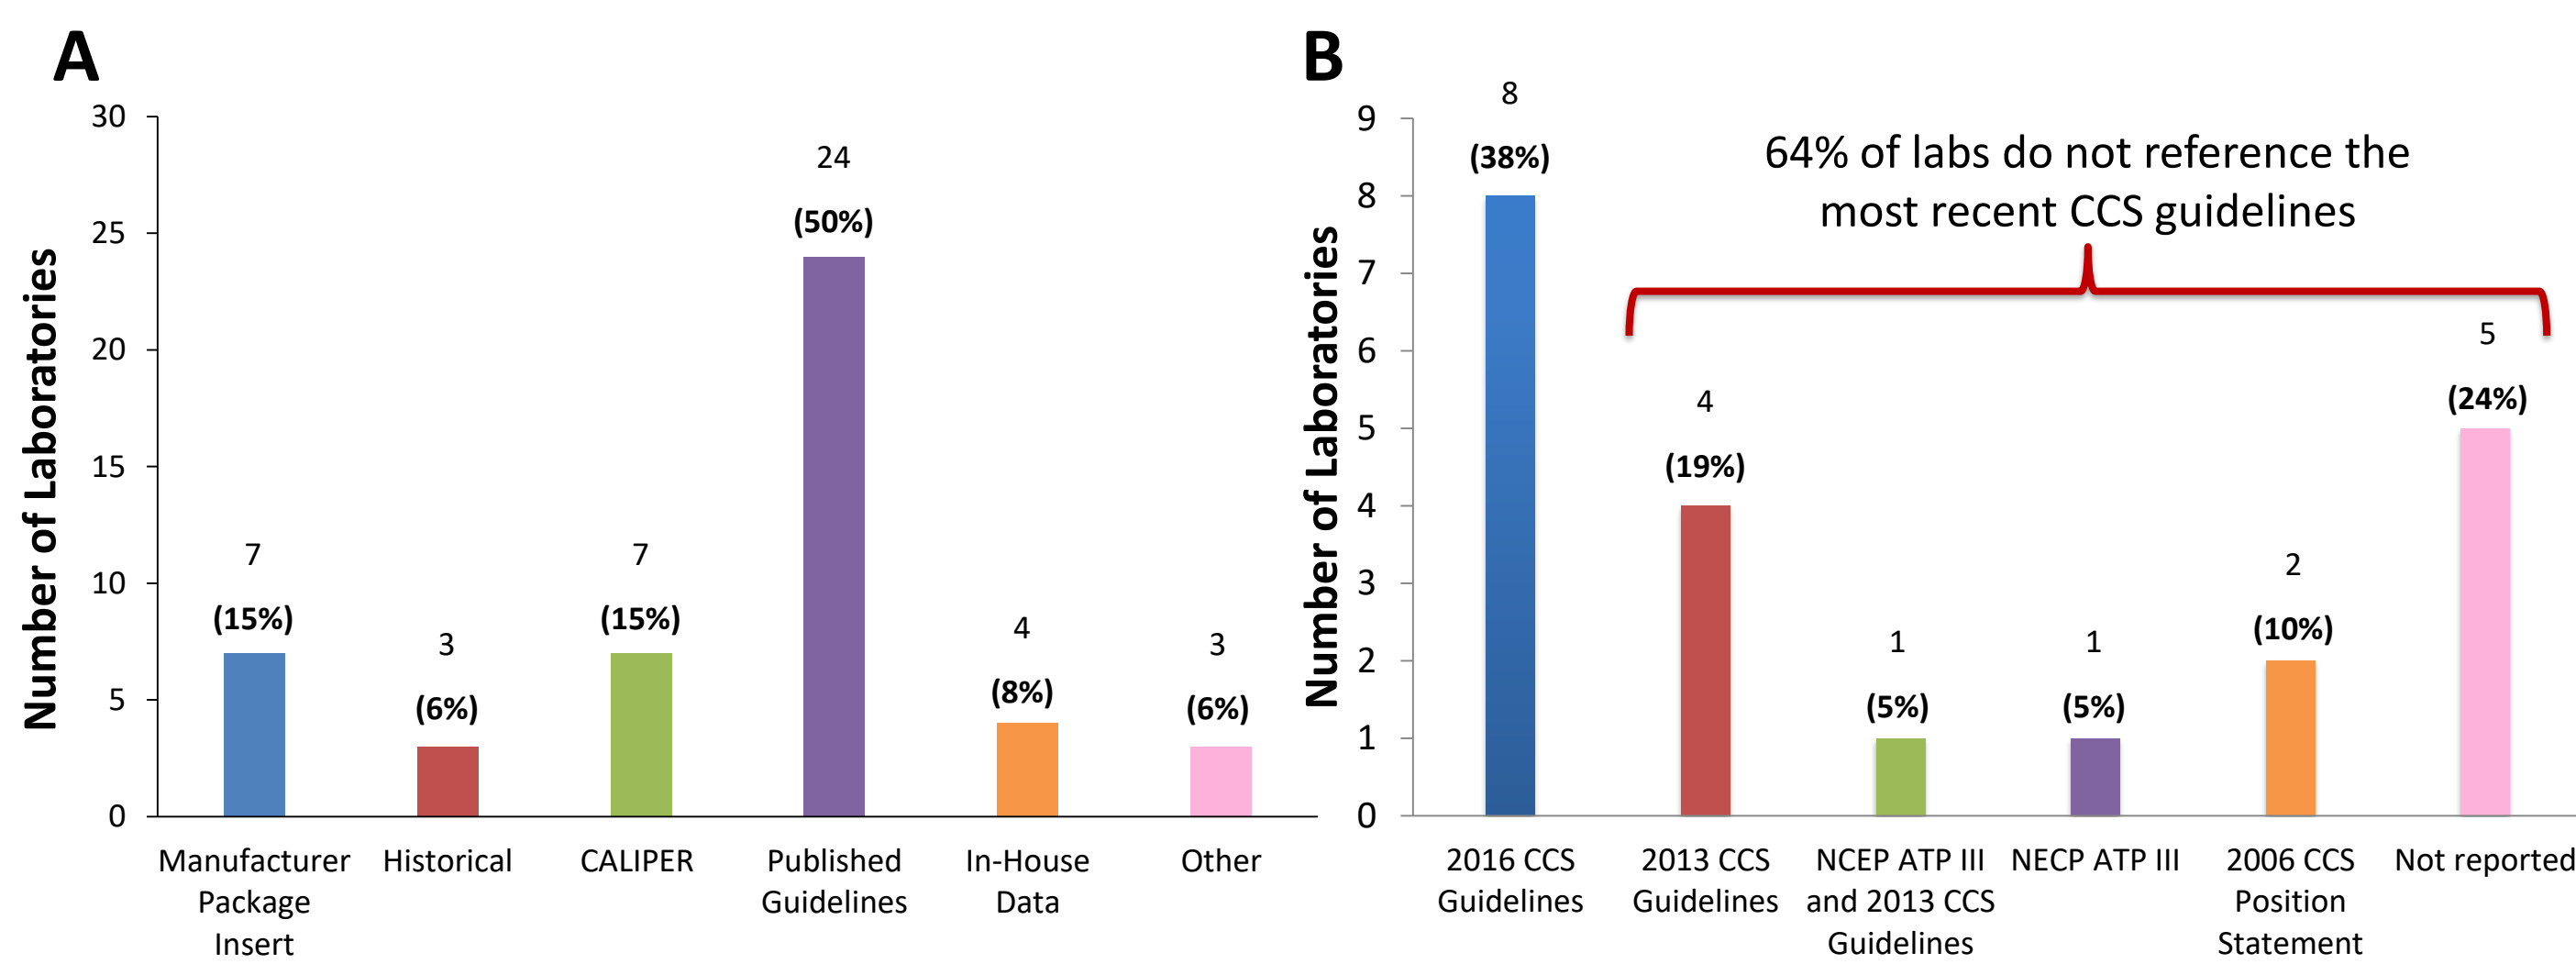 A
Number of Laboratories
30
25
20
15
10
5
0
7
(15%)
3
(6%)
7
(15%)
24
(50%)
4
(8%)
3
(6%)
Manufacturer
Package
Insert
Historical
CALIPER
Published
Guidelines
In-House
Data
Other
B
Number of Laboratories
9
8
7
6
5
4
3
2
1
0
64% of labs do not reference the
most recent CCS guidelines
8
(38%)
4
(19%)
1
(5%)
1
(5%)
2
(10%)
5
(24%)
2016 CCS
Guidelines
2013 CCS
Guidelines
NCEP ATP III
and 2013 CCS
Guidelines
NECP ATP III
2006 CCS
Position
Statement
Not reported